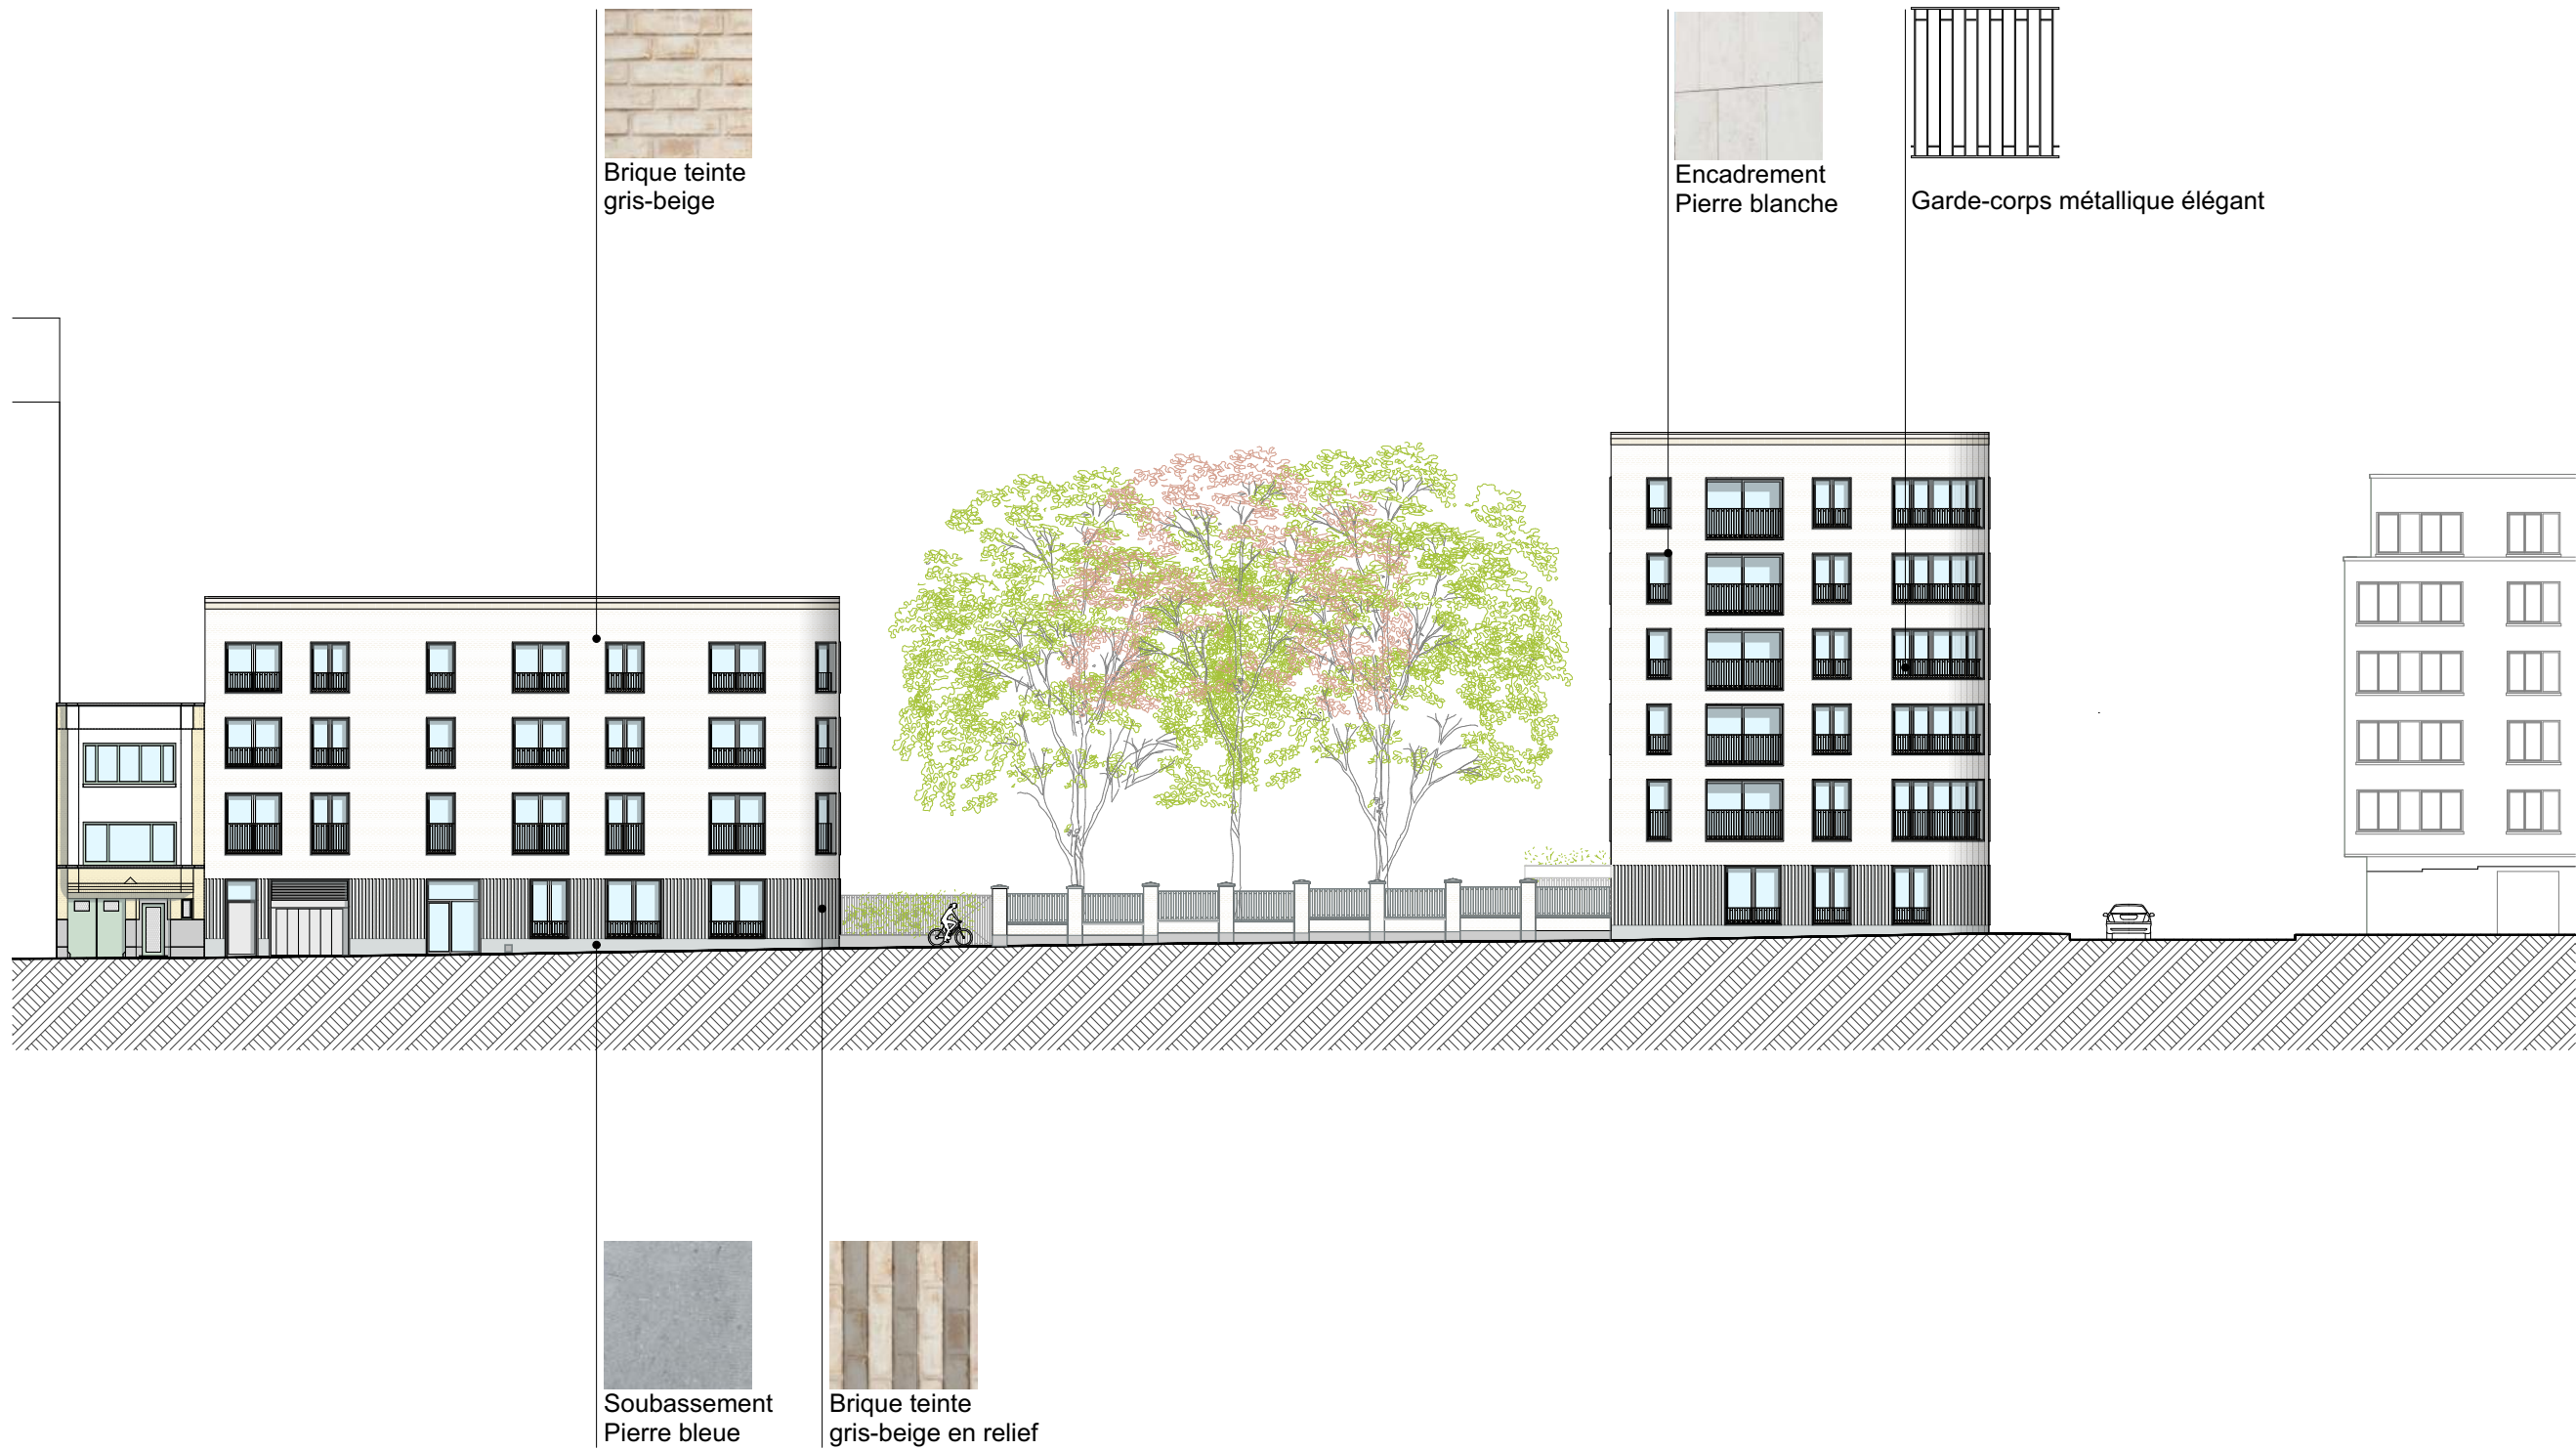 Brique teinte
gris-beige
Encadrement
Pierre blanche
Garde-corps métallique élégant
Soubassement
Pierre bleue
Brique teinte
gris-beige en relief